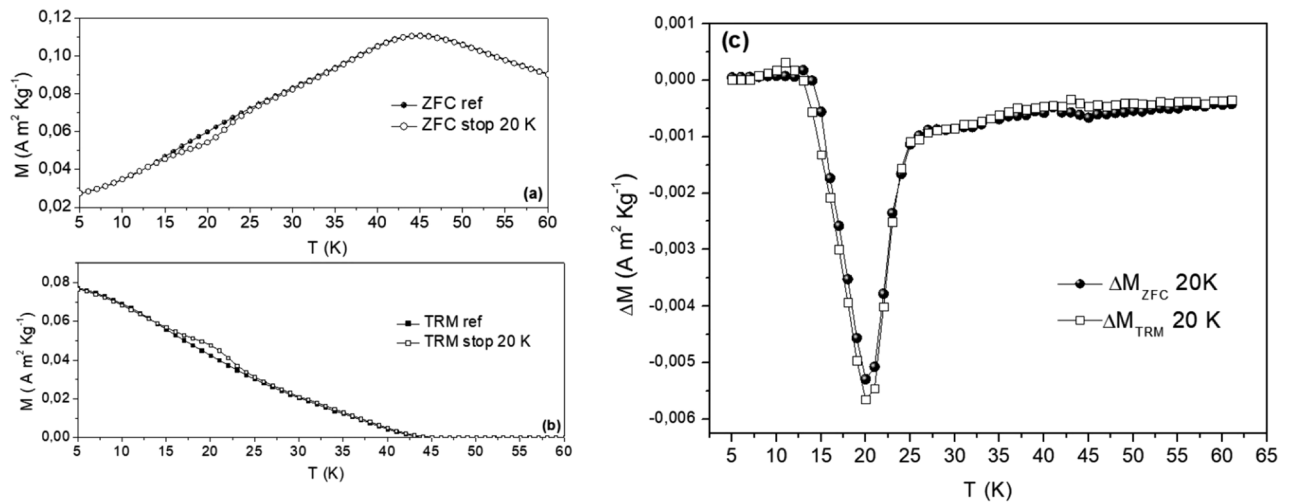 0,12
0,10
0,08
0,06
0,04
0,02
M (A m² Kg⁻¹)
ZFC ref
ZFC stop 20 K
(a)
5 10 15 20 25 30 35 40 45 50 55 60
T (K)
0,08
0,06
0,04
0,02
0,00
M ( A m² Kg⁻¹)
TRM ref
TRM stop 20 K
(b)
5 10 15 20 25 30 35 40 45 50 55 60
T (K)
(c)
0,001
0,000
-0,001
-0,002
-0,003
-0,004
-0,005
-0,006
ΔM (A m² Kg⁻¹)
ΔM_ZFC 20K
ΔM_TRM 20 K
5 10 15 20 25 30 35 40 45 50 55 60 65
T (K)